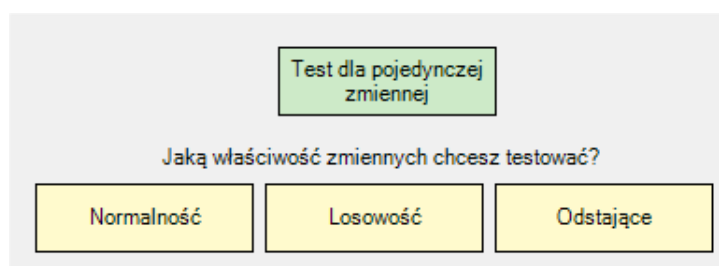 Test dla pojedynczej
zmiennej
Jaką właściwość zmiennych chcesz testować?
Normalność
Losowość
Odstające